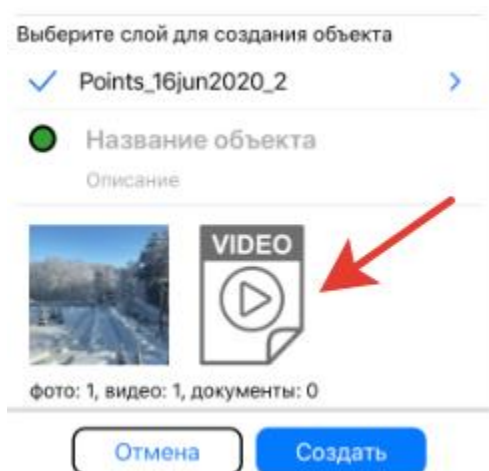 Выберите слой для создания объекта
Points_16jun2020_2
Название объекта
Описание
VIDEO
фото: 1, видео: 1, документы: 0
Отмена
Создать